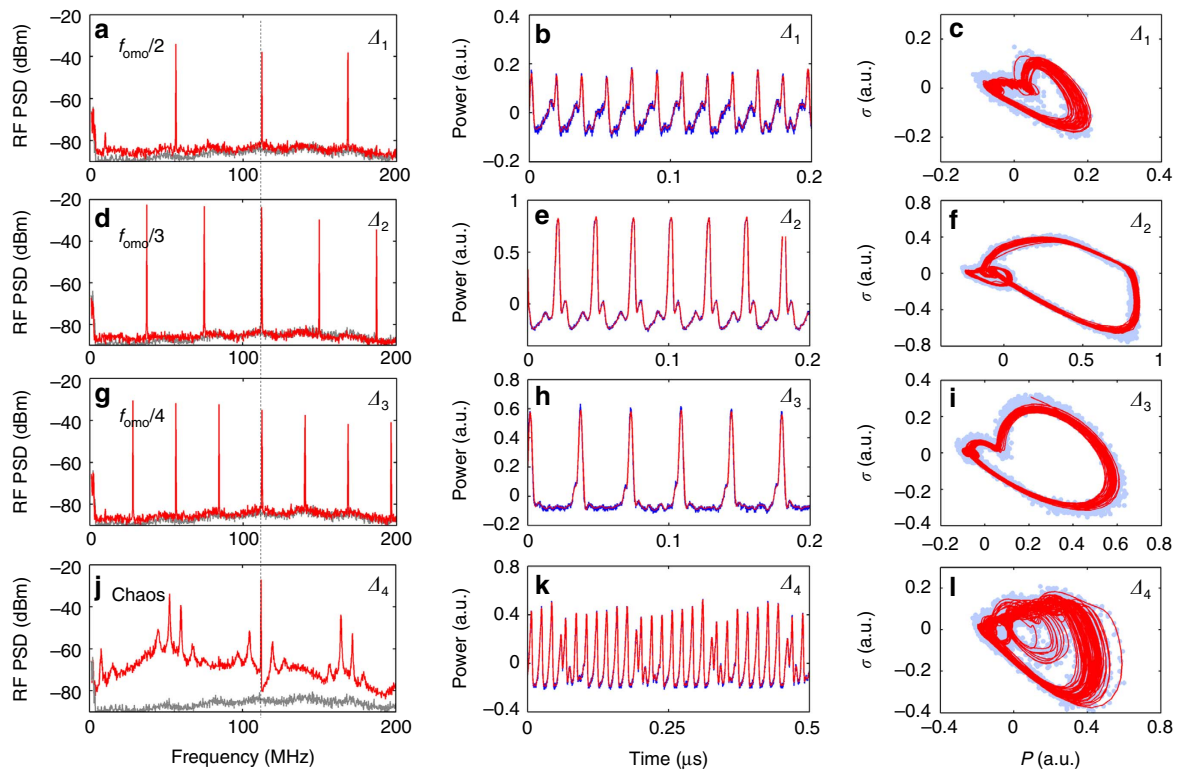 a
f_omo/2
Δ1
RF PSD (dBm)
−20
−40
−60
−80
0
100
200
b
Δ1
Power (a.u.)
0.4
0.2
0
−0.2
0
0.1
0.2
c
Δ1
σ (a.u.)
0.2
0
−0.2
−0.2
0
0.2
0.4
d
f_omo/3
Δ2
RF PSD (dBm)
−20
−40
−60
−80
0
100
200
e
Δ2
Power (a.u.)
1
0.5
0
0
0.1
0.2
f
Δ2
σ (a.u.)
0.8
0.4
0
−0.4
−0.8
0
0.5
1
g
f_omo/4
Δ3
RF PSD (dBm)
−20
−40
−60
−80
0
100
200
h
Δ3
Power (a.u.)
1
0.8
0.6
0.4
0.2
0
−0.2
0
0.1
0.2
i
Δ3
σ (a.u.)
0.4
0.2
0
−0.2
−0.4
−0.2
0
0.2
0.4
0.6
0.8
j
Chaos
Δ4
RF PSD (dBm)
−20
−40
−60
−80
0
100
200
Frequency (MHz)
k
Δ4
Power (a.u.)
0.8
0.4
0
−0.4
0
0.25
0.5
Time (μs)
l
Δ4
σ (a.u.)
0.4
0.2
0
−0.2
−0.4
−0.2
0
0.4
0.8
P (a.u.)